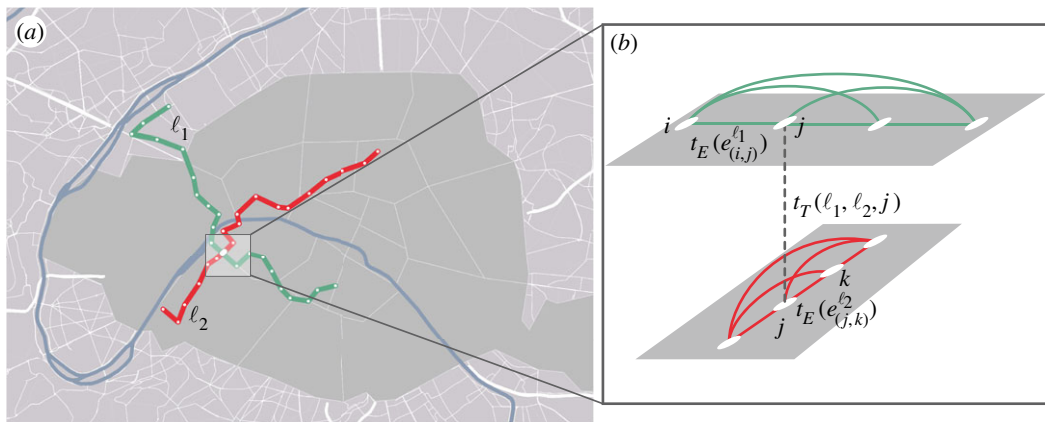 (a)
ℓ₁
ℓ₂
(b)
i
j
t_E(e^{ℓ₁}_{(i,j)})
t_T(ℓ₁, ℓ₂, j)
k
j
t_E(e^{ℓ₂}_{(j,k)})